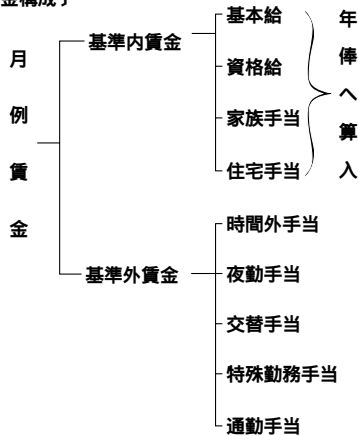 金構成
月例賃金
基準内賃金
基本給
資格給
家族手当
住宅手当
年俸へ算入
基準外賃金
時間外手当
夜勤手当
交替手当
特殊勤務手当
通勤手当